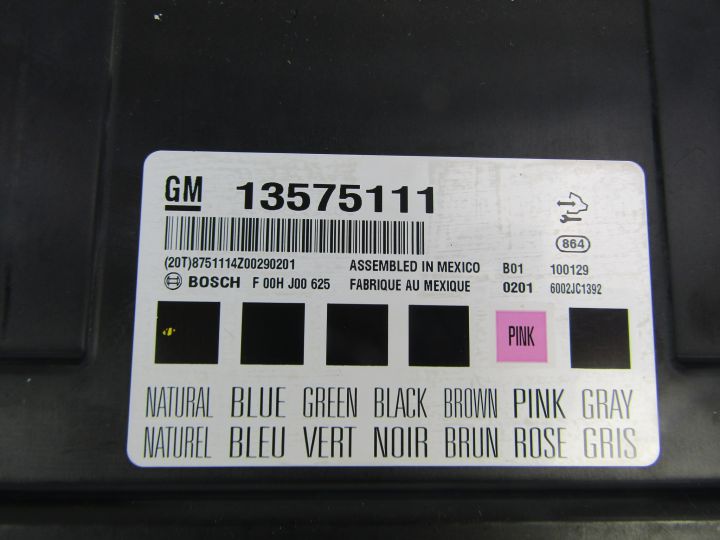 GM 13575111
864
(20T)8751114Z00290201 ASSEMBLED IN MEXICO B01 100129
BOSCH F 00H J00 625 FABRIQUE AU MEXIQUE 0201 6002JC1392
PINK
NATURAL BLUE GREEN BLACK BROWN PINK GRAY
NATUREL BLEU VERT NOIR BRUN ROSE GRIS